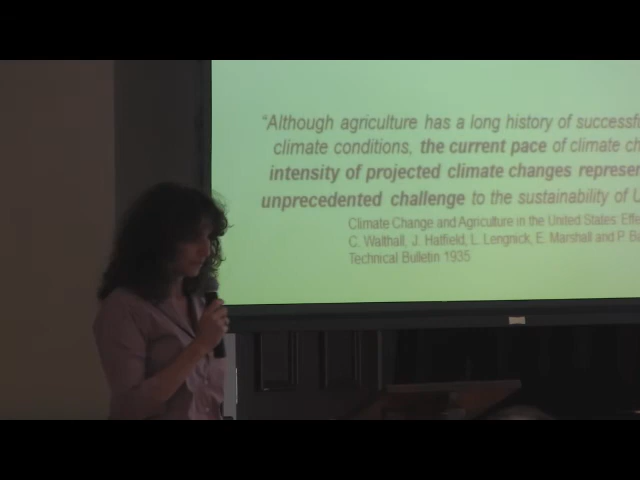 “Although agriculture has a long history of successf
climate conditions, the current pace of climate ch
intensity of projected climate changes represe
unprecedented challenge to the sustainability of U
Climate Change and Agriculture in the United States: Effe
C. Walthall, J. Hatfield, L. Lengnick, E. Marshall and P. Ba
Technical Bulletin 1935